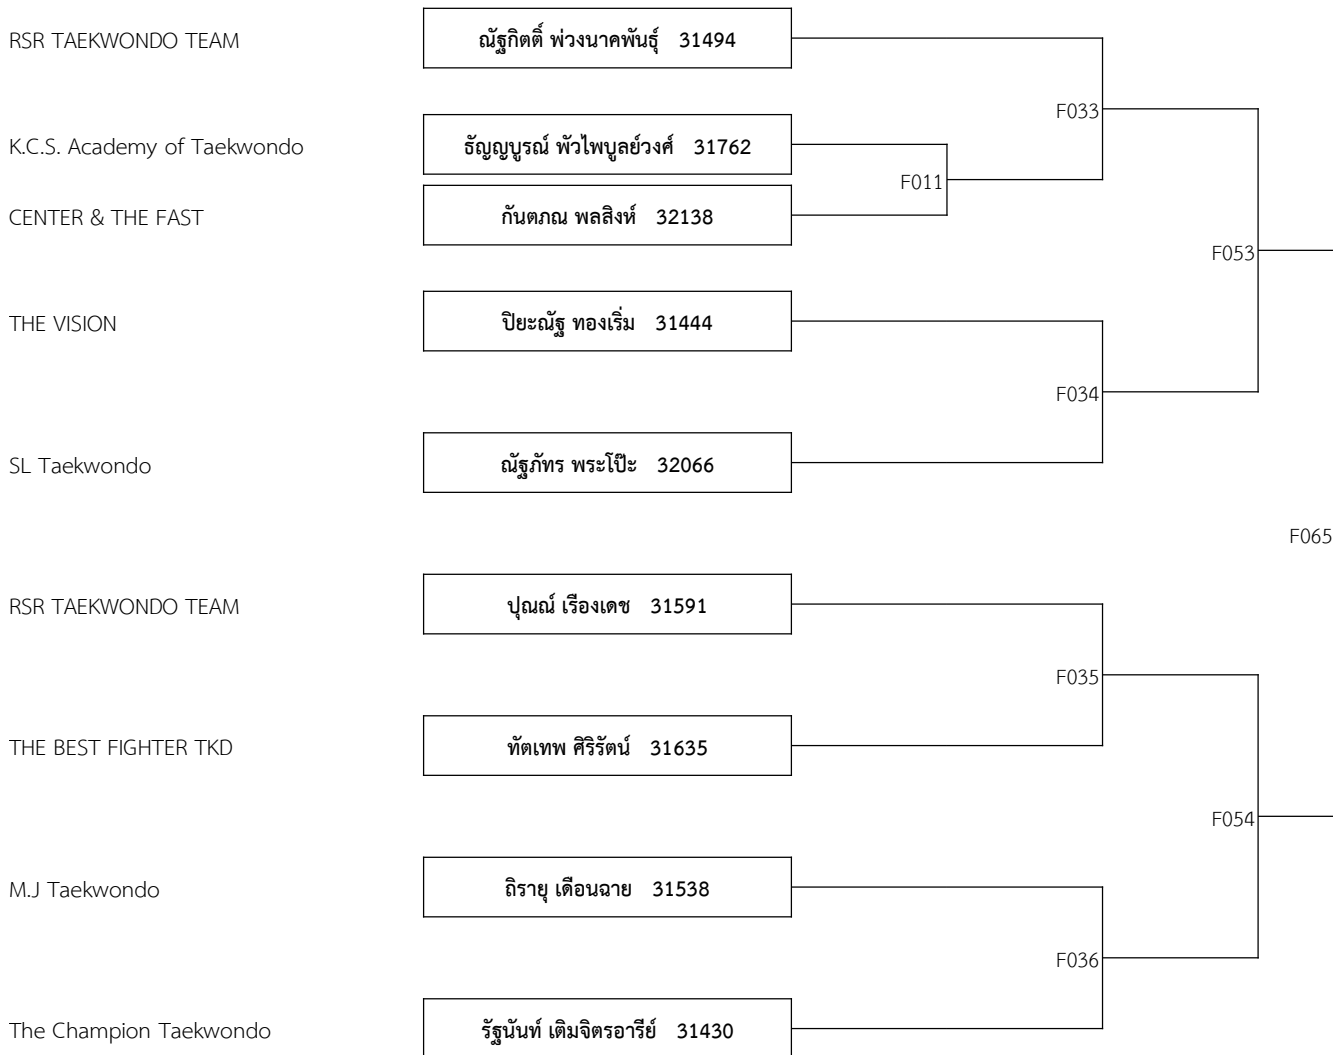 RSR TAEKWONDO TEAM ณัฐกิตติ์ พ่วงนาคพันธุ์ 31494
F033
K.C.S. Academy of Taekwondo ธัญญบูรณ์ พัวไพบูลย์วงศ์ 31762
F011
CENTER & THE FAST กันตภณ พลสิงห์ 32138
F053
THE VISION ปิยะณัฐ ทองเริ่ม 31444
F034
SL Taekwondo ณัฐภัทร พระโป๊ะ 32066
F065
RSR TAEKWONDO TEAM ปุณณ์ เรืองเดช 31591
F035
THE BEST FIGHTER TKD ทัตเทพ ศิริรัตน์ 31635
F054
M.J Taekwondo ถิรายุ เดือนฉาย 31538
F036
The Champion Taekwondo รัฐนันท์ เติมจิตรอารีย์ 31430